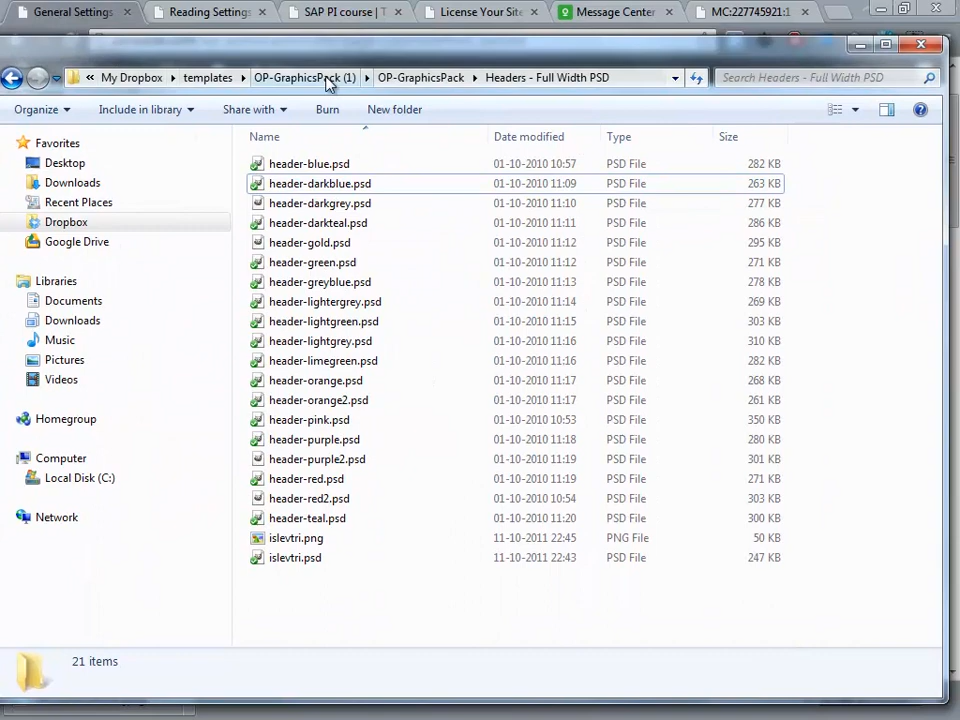 General Settings
Reading Settings
SAP PI course | T
License Your Site
Message Center
MC:227745921:1
« My Dropbox templates OP-GraphicsPack (1) OP-GraphicsPack Headers - Full Width PSD
Search Headers - Full Width PSD
Organize Include in library Share with Burn New folder
Name Date modified Type Size
Favorites
Desktop
Downloads
Recent Places
Dropbox
Google Drive
Libraries
Documents
Downloads
Music
Pictures
Videos
Homegroup
Computer
Local Disk (C:)
Network
header-blue.psd 01-10-2010 10:57 PSD File 282 KB
header-darkblue.psd 01-10-2010 11:09 PSD File 263 KB
header-darkgrey.psd 01-10-2010 11:10 PSD File 277 KB
header-darkteal.psd 01-10-2010 11:11 PSD File 286 KB
header-gold.psd 01-10-2010 11:12 PSD File 295 KB
header-green.psd 01-10-2010 11:12 PSD File 271 KB
header-greyblue.psd 01-10-2010 11:13 PSD File 278 KB
header-lightergrey.psd 01-10-2010 11:14 PSD File 269 KB
header-lightgreen.psd 01-10-2010 11:15 PSD File 303 KB
header-lightgrey.psd 01-10-2010 11:16 PSD File 310 KB
header-limegreen.psd 01-10-2010 11:16 PSD File 282 KB
header-orange.psd 01-10-2010 11:17 PSD File 268 KB
header-orange2.psd 01-10-2010 11:17 PSD File 261 KB
header-pink.psd 01-10-2010 10:53 PSD File 350 KB
header-purple.psd 01-10-2010 11:18 PSD File 280 KB
header-purple2.psd 01-10-2010 11:19 PSD File 301 KB
header-red.psd 01-10-2010 11:19 PSD File 271 KB
header-red2.psd 01-10-2010 10:54 PSD File 303 KB
header-teal.psd 01-10-2010 11:20 PSD File 300 KB
islevtri.png 11-10-2011 22:45 PNG File 50 KB
islevtri.psd 11-10-2011 22:43 PSD File 247 KB
21 items